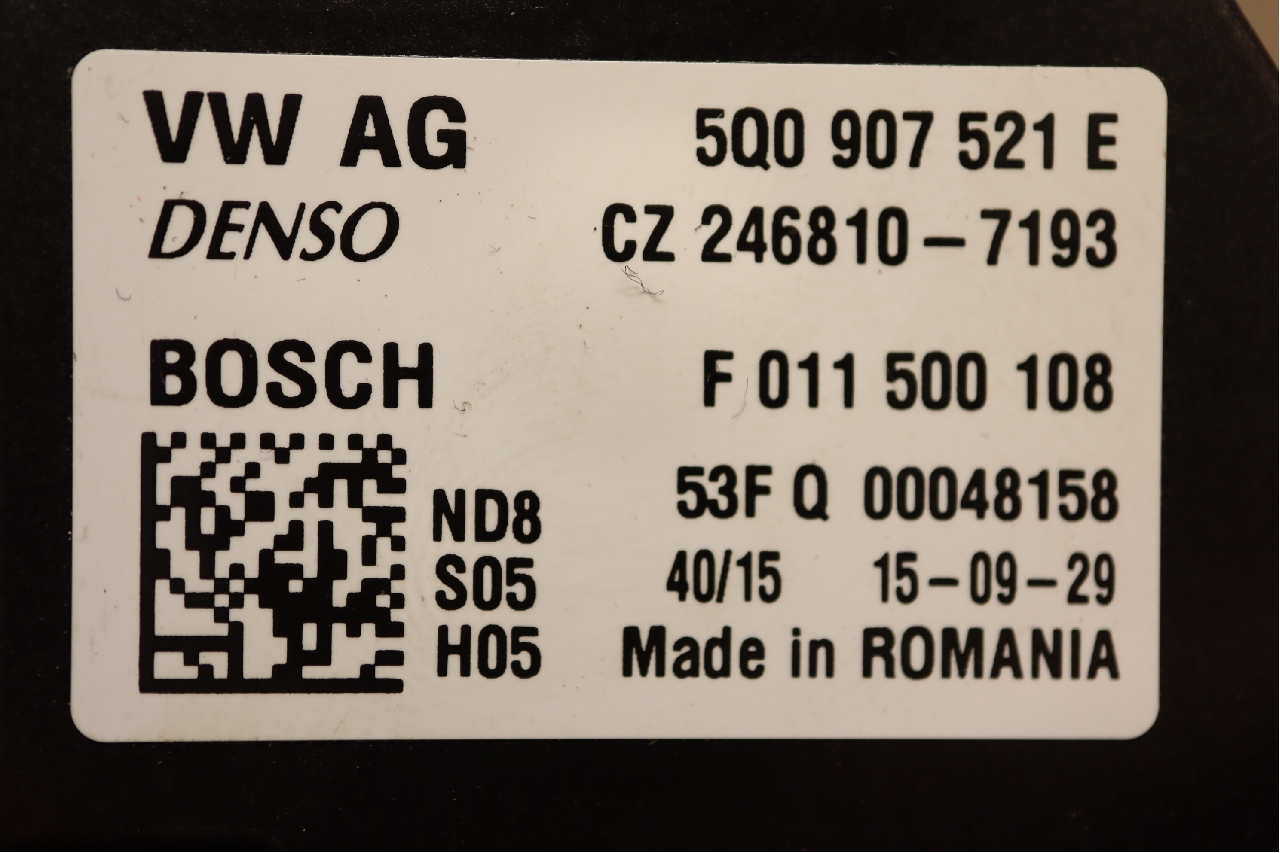 VW AG 5Q0 907 521 E
DENSO CZ 246810-7193
BOSCH F 011 500 108
ND8 53F Q 00048158
S05 40/15 15-09-29
H05 Made in ROMANIA